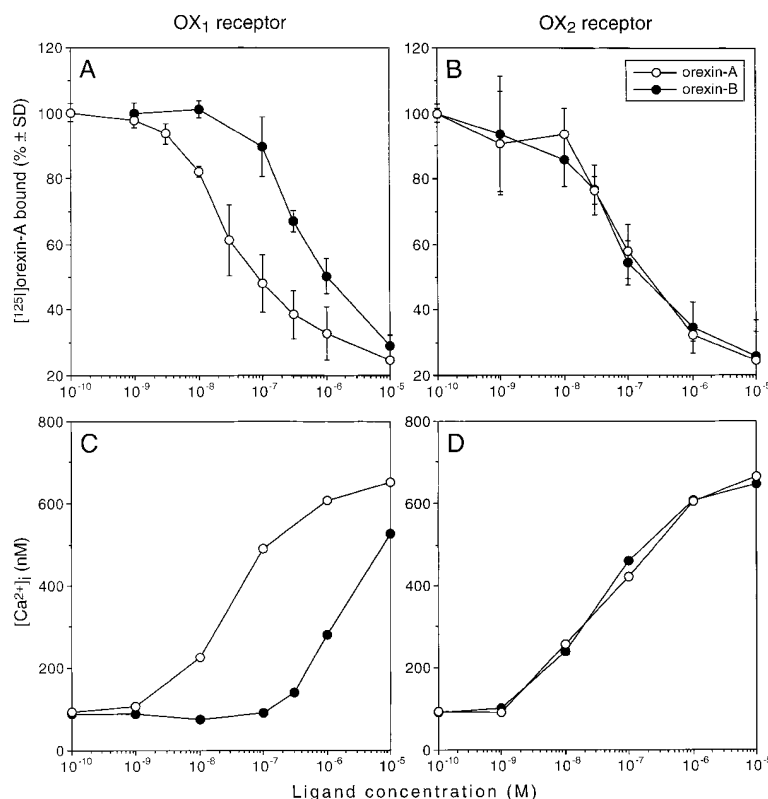 OX₁ receptor
OX₂ receptor
A
B
orexin-A
orexin-B
[¹²⁵I]orexin-A bound (% ± SD)
120
100
80
60
40
20
120
100
80
60
40
20
10⁻¹⁰ 10⁻⁹ 10⁻⁸ 10⁻⁷ 10⁻⁶ 10⁻⁵
10⁻¹⁰ 10⁻⁹ 10⁻⁸ 10⁻⁷ 10⁻⁶ 10⁻⁵
C
D
[Ca²⁺]ᵢ (nM)
800
600
400
200
0
800
600
400
200
0
10⁻¹⁰ 10⁻⁹ 10⁻⁸ 10⁻⁷ 10⁻⁶ 10⁻⁵
10⁻¹⁰ 10⁻⁹ 10⁻⁸ 10⁻⁷ 10⁻⁶ 10⁻⁵
Ligand concentration (M)